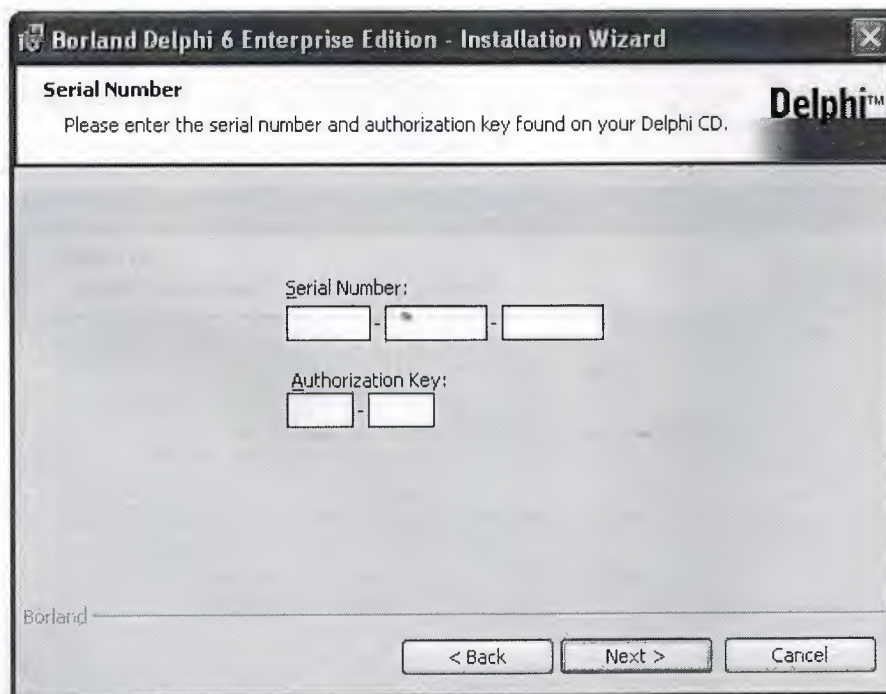 Borland Delphi 6 Enterprise Edition - Installation Wizard
Serial Number
Please enter the serial number and authorization key found on your Delphi CD.
Delphi™
Serial Number:
- -
Authorization Key:
-
Borland
< Back
Next >
Cancel